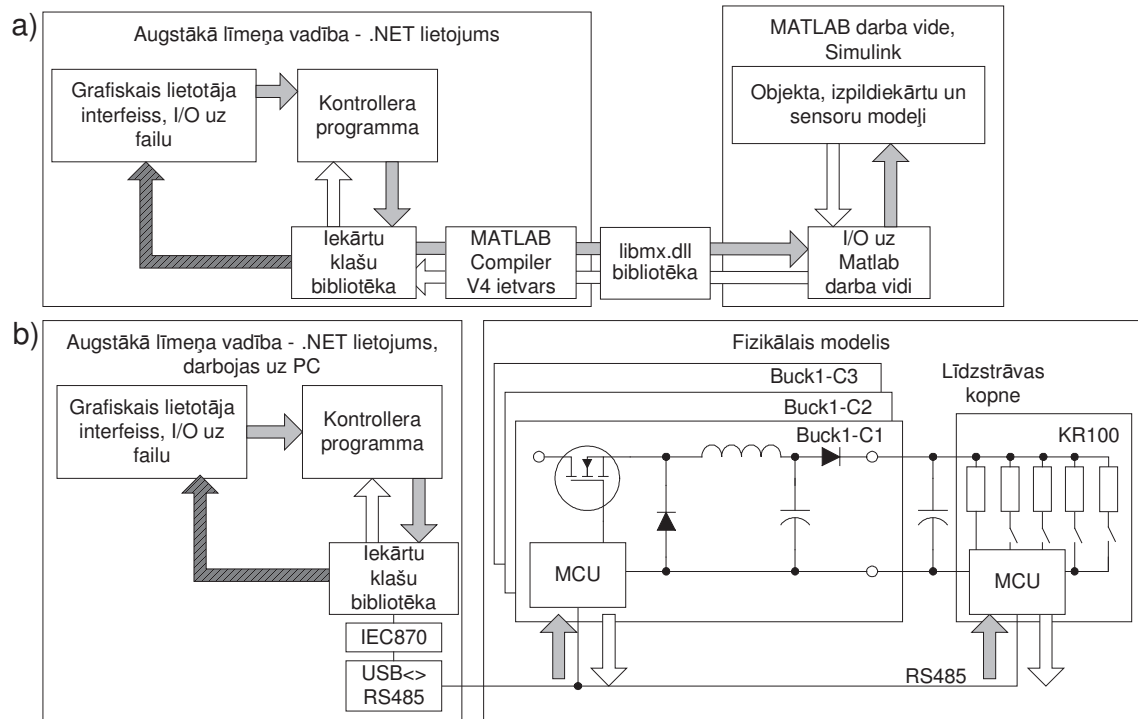 a)
Augstākā līmeņa vadība - .NET lietojums
Grafiskais lietotāja
interfeiss, I/O uz
failu
Kontrollera
programma
Iekārtu
klašu
bibliotēka
MATLAB
Compiler
V4 ietvars
libmx.dll
bibliotēka
MATLAB darba vide,
Simulink
Objekta, izpildiekārtu un
sensoru modeļi
I/O uz
Matlab
darba vidi
b)
Augstākā līmeņa vadība - .NET lietojums,
darbojas uz PC
Grafiskais lietotāja
interfeiss, I/O uz
failu
Kontrollera
programma
Iekārtu
klašu
bibliotēka
IEC870
USB<>
RS485
Fizikālais modelis
Buck1-C3
Buck1-C2
Buck1-C1
MCU
Līdzstrāvas
kopne
KR100
MCU
RS485